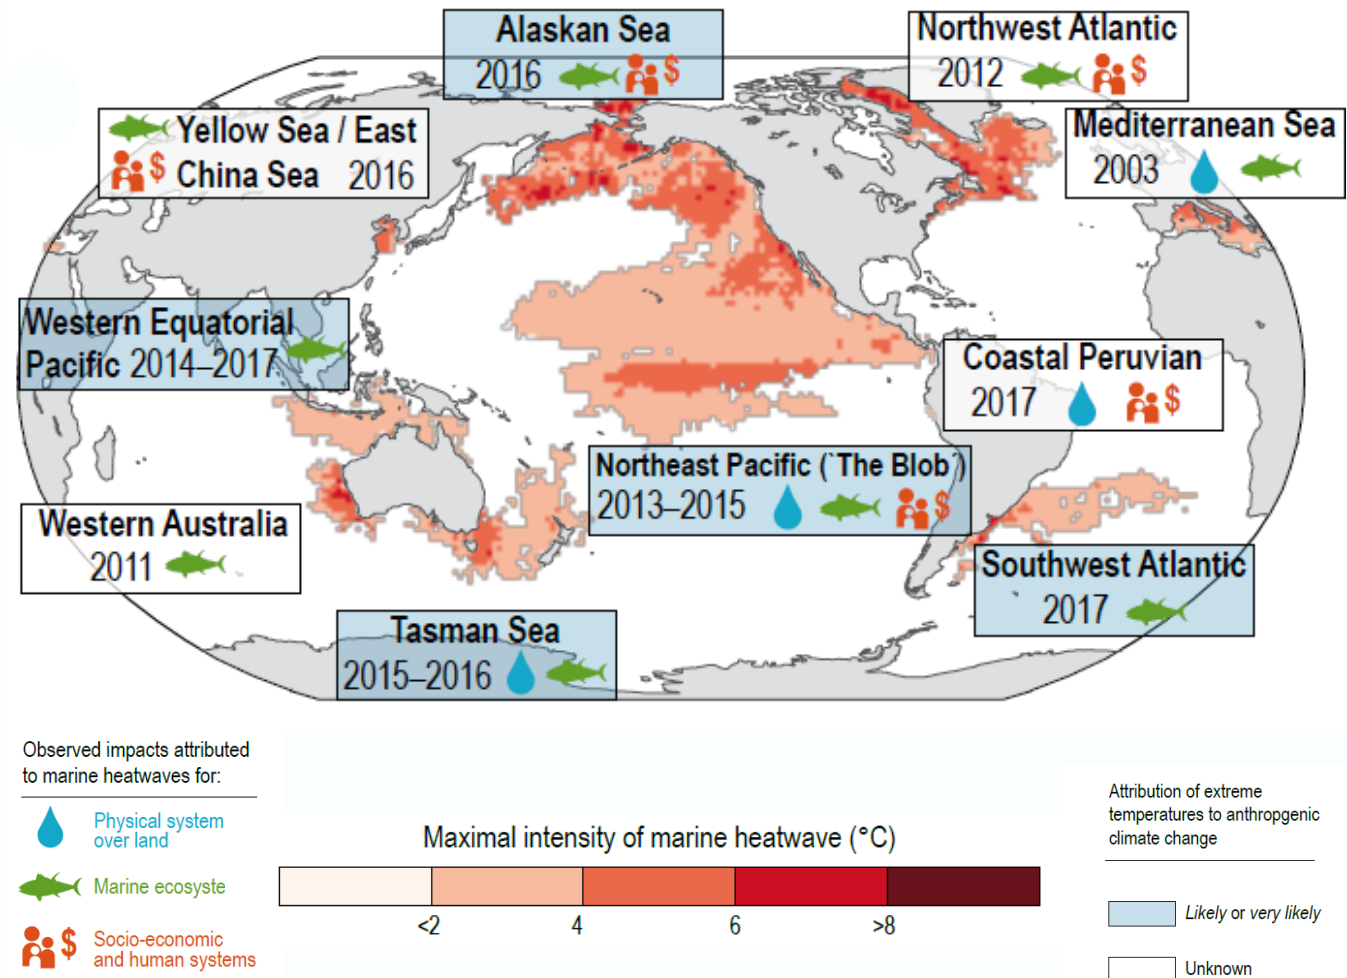 Alaskan Sea
2016 $
Northwest Atlantic
2012 $
Yellow Sea / East
$ China Sea 2016
Mediterranean Sea
2003
Western Equatorial
Pacific 2014–2017
Coastal Peruvian
2017 $
Northeast Pacific (`The Blob´)
2013–2015 $
Western Australia
2011
Southwest Atlantic
2017
Tasman Sea
2015–2016
Observed impacts attributed
to marine heatwaves for:
Physical system
over land
Marine ecosyste
$ Socio-economic
and human systems
Maximal intensity of marine heatwave (°C)
<2 4 6 >8
Attribution of extreme
temperatures to anthropgenic
climate change
Likely or very likely
Unknown